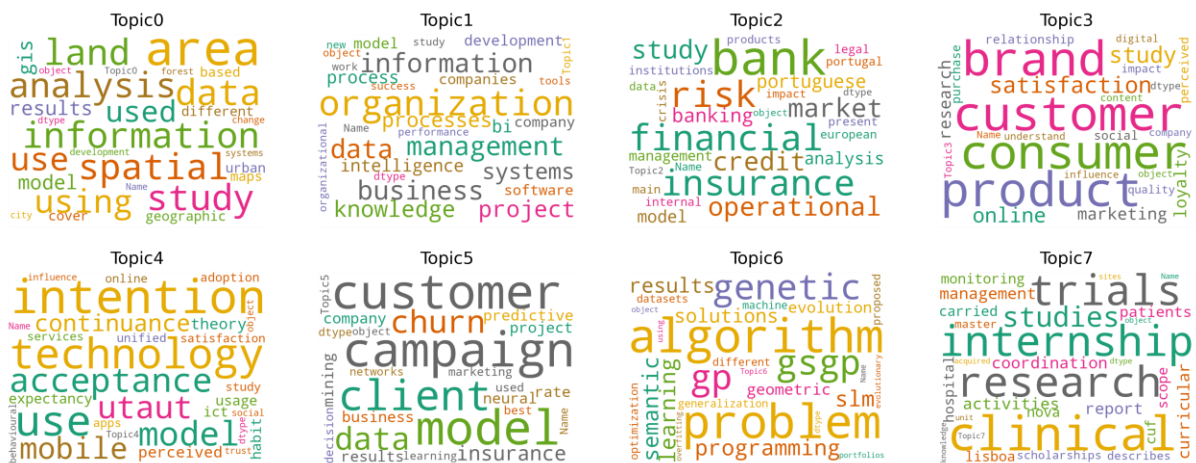 Topic0
land area
gis
object Topic0 forest based
analysis data
results used different
dtype change
information
development systems
use spatial urban
model Name maps
using study
city cover geographic
Topic1
new model study development
object information
work
process companies tools
success Topic1
organization
Name processes bi company
performance
data management
organizational intelligence
dtype systems
business software
knowledge project
Topic2
products
study bank legal
portugal
institutions portuguese
data risk impact dtype
crisis market
banking object present
financial european
management credit analysis
Topic2 Name
main insurance
internal
model operational
Topic3
relationship digital
brand study
purchase impact perceived
research satisfaction dtype
content
customer
Name understand social company
Topic3 consumer
influence object
product quality loyalty
online marketing
Topic4
influence online adoption
intention
Name continuance theory object
services unified satisfaction
technology
acceptance study
expectancy utaut usage
ict social
use apps model
behavioural Topic4 dtype habit
mobile perceived trust
Topic5
Topic5 customer
company churn predictive
dtype object project
campaign
networks marketing
mining client used rate
neural
business best
decision data model Name
results learning insurance
Topic6
results genetic
datasets machine evolution proposed
object solutions
using algorithm
different gsgp
semantic learning gp Topic6 Name
geometric evolutionary
optimization generalization slm
overfitting problem
dtype
programming portfolios
Topic7
monitoring trials sites Name
management
carried studies patients
master object
internship
acquired coordination dtype
hospital research scope
activities nova report curricular
unit
knowledge Topic7 clinical cuf
lisboa scholarships describes